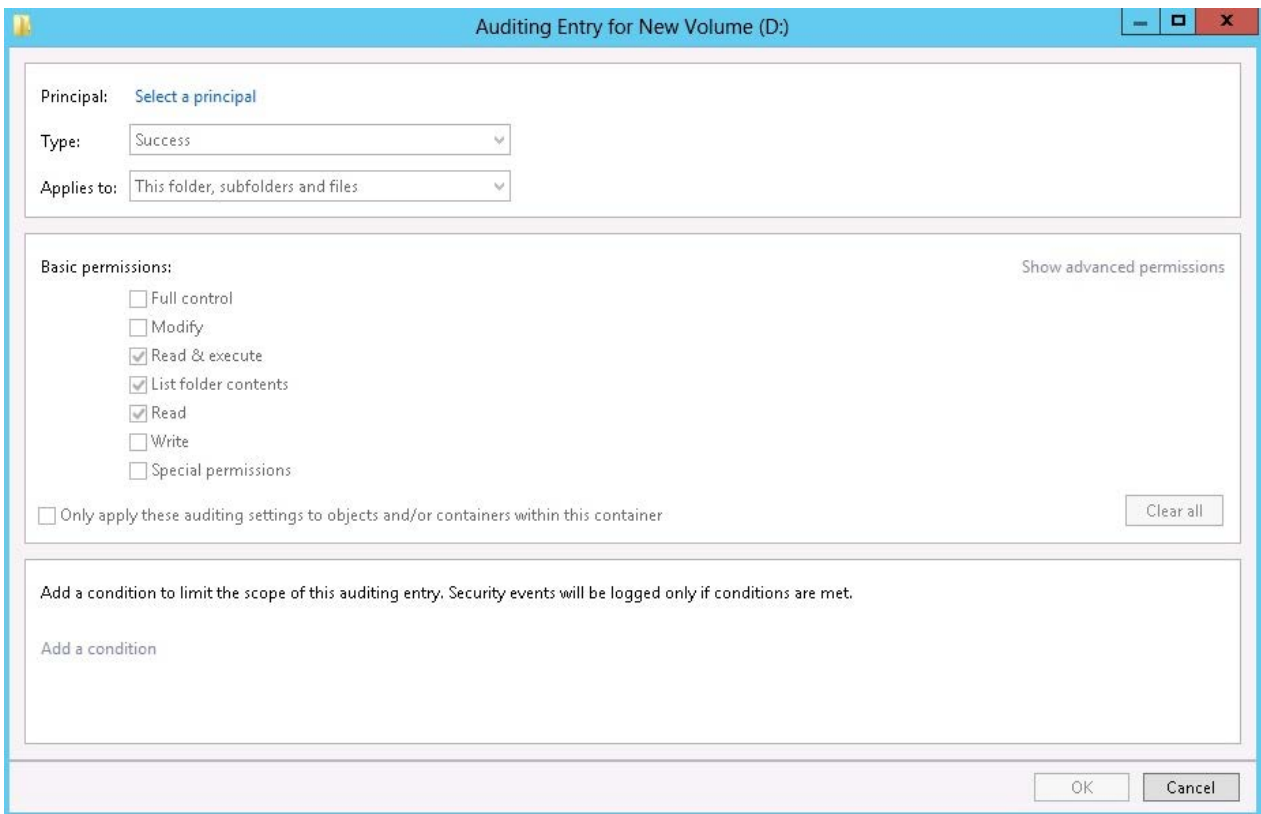 Auditing Entry for New Volume (D:)
Principal: Select a principal
Type: Success
Applies to: This folder, subfolders and files
Basic permissions: Show advanced permissions
Full control
Modify
Read & execute
List folder contents
Read
Write
Special permissions
Only apply these auditing settings to objects and/or containers within this container Clear all
Add a condition to limit the scope of this auditing entry. Security events will be logged only if conditions are met.
Add a condition
OK Cancel